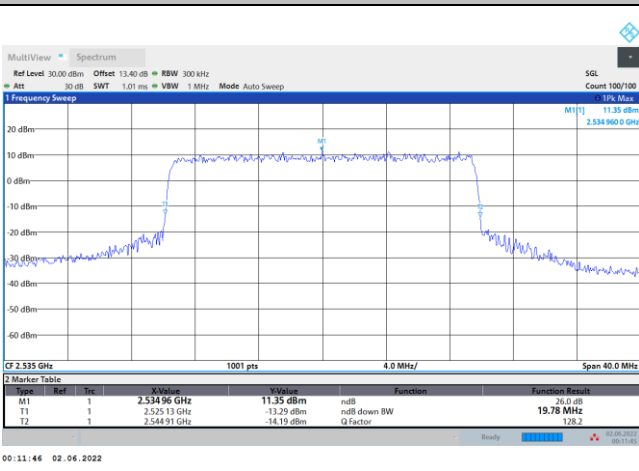 MultiView Spectrum
Ref Level 30.00 dBm Offset 13.40 dB RBW 300 kHz SGL
Att 30 dB SWT 1.01 ms VBW 1 MHz Mode Auto Sweep Count 100/100
1 Frequency Sweep 1Pk Max
M1[1] 11.35 dBm
2.534 960 0 GHz
20 dBm
M1
10 dBm
0 dBm
-10 dBm
-20 dBm
-30 dBm
-40 dBm
-50 dBm
-60 dBm
CF 2.535 GHz 1001 pts 4.0 MHz/ Span 40.0 MHz
2 Marker Table
Type Ref Trc X-Value Y-Value Function Function Result
M1 1 2.534 96 GHz 11.35 dBm ndB 26.0 dB
T1 1 2.525 13 GHz -13.29 dBm ndB down BW 19.78 MHz
T2 1 2.544 91 GHz -14.19 dBm Q Factor 128.2
Ready 02.06.2022
00:11:45
00:11:46 02.06.2022